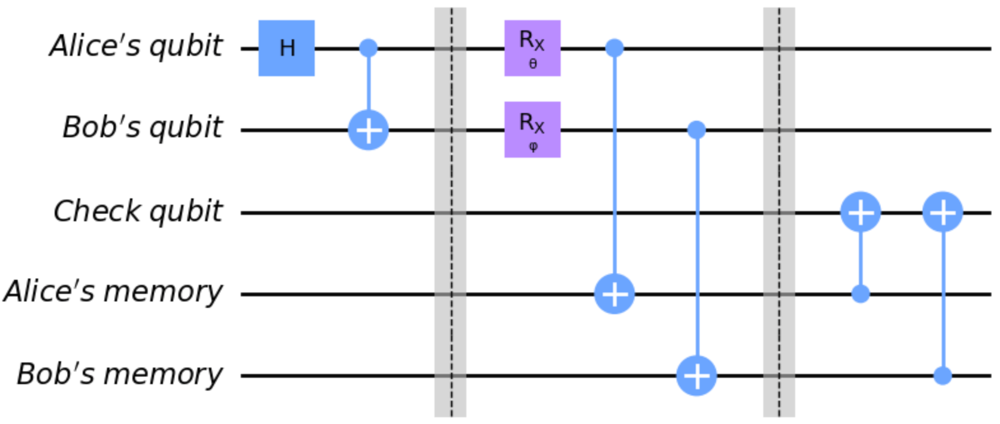 Alice's qubit
H
R_X
θ
Bob's qubit
R_X
φ
Check qubit
Alice's memory
Bob's memory